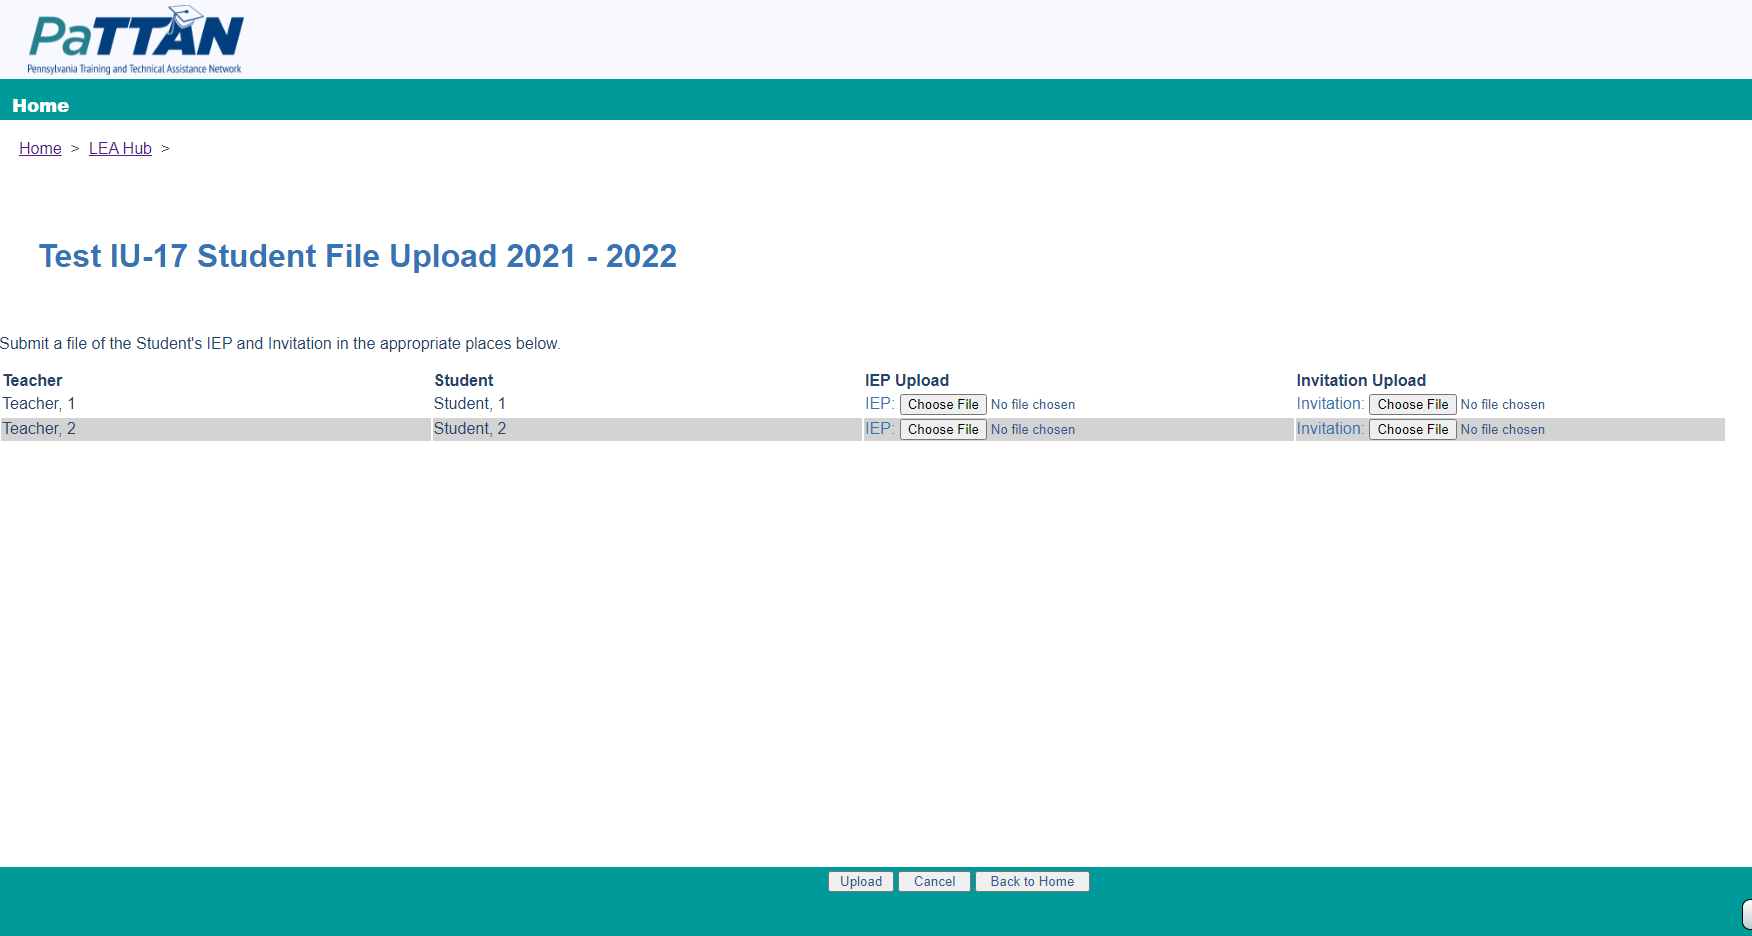 PaTTAN
Pennsylvania Training and Technical Assistance Network
Home
Home > LEA Hub >
Test IU-17 Student File Upload 2021 - 2022
Submit a file of the Student's IEP and Invitation in the appropriate places below.
Teacher Student IEP Upload Invitation Upload
Teacher, 1 Student, 1 IEP: Choose File No file chosen Invitation: Choose File No file chosen
Teacher, 2 Student, 2 IEP: Choose File No file chosen Invitation: Choose File No file chosen
Upload Cancel Back to Home